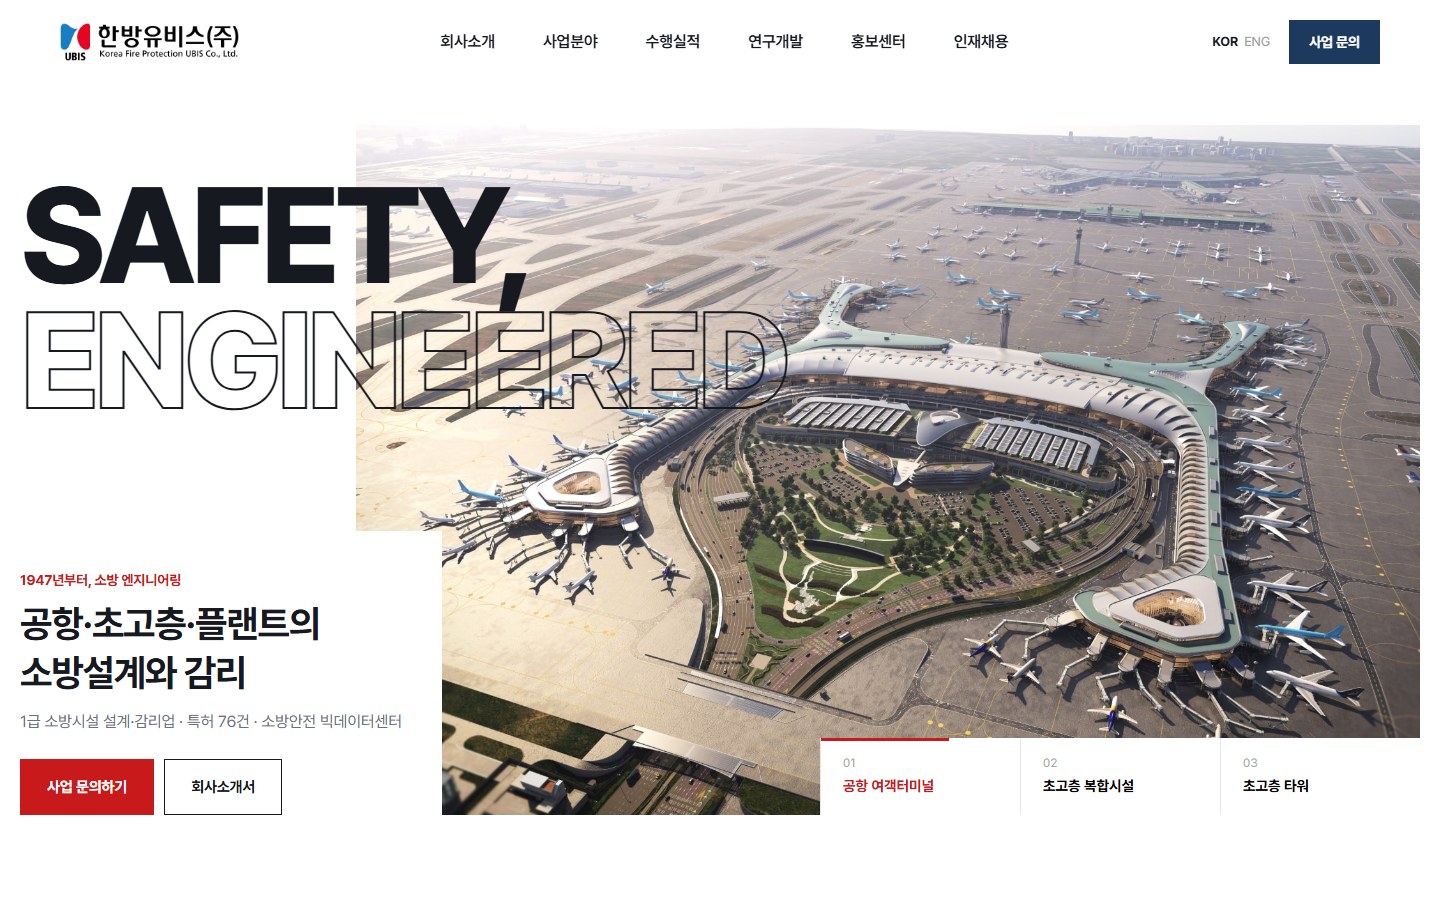 한방유비스(주)
Korea Fire Protection UBIS Co., Ltd.
UBIS
회사소개 사업분야 수행실적 연구개발 홍보센터 인재채용
KOR ENG
사업 문의
SAFETY,
ENGINEERED
1947년부터, 소방 엔지니어링
공항·초고층·플랜트의
소방설계와 감리
1급 소방시설 설계·감리업 · 특허 76건 · 소방안전 빅데이터센터
사업 문의하기 회사소개서
01
공항 여객터미널
02
초고층 복합시설
03
초고층 타워